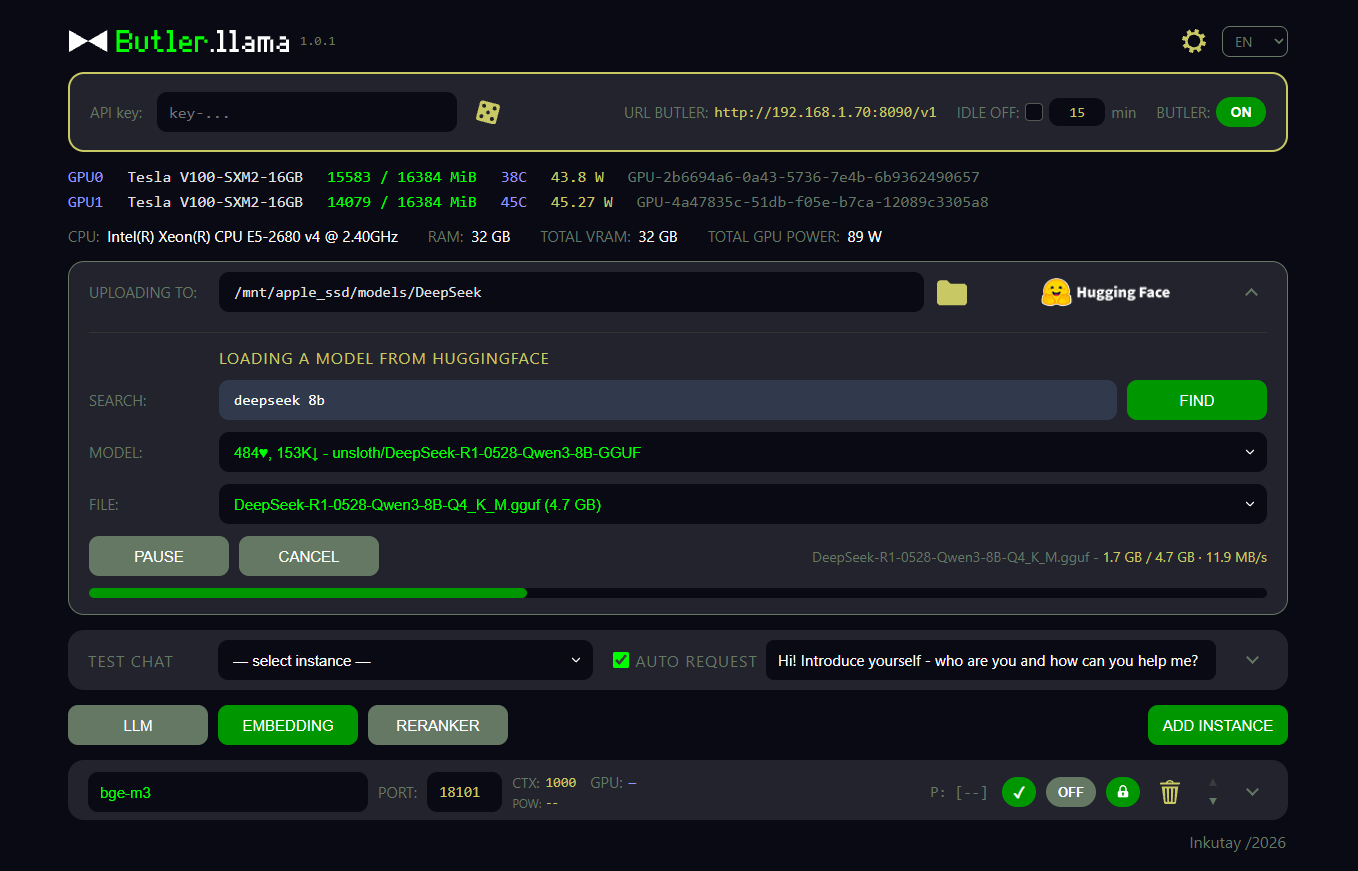 Butler.llama 1.0.1 EN
API key: key-... URL BUTLER: http://192.168.1.70:8090/v1 IDLE OFF: 15 min BUTLER: ON
GPU0 Tesla V100-SXM2-16GB 15583 / 16384 MiB 38C 43.8 W GPU-2b6694a6-0a43-5736-7e4b-6b9362490657
GPU1 Tesla V100-SXM2-16GB 14079 / 16384 MiB 45C 45.27 W GPU-4a47835c-51db-f05e-b7ca-12089c3305a8
CPU: Intel(R) Xeon(R) CPU E5-2680 v4 @ 2.40GHz RAM: 32 GB TOTAL VRAM: 32 GB TOTAL GPU POWER: 89 W
UPLOADING TO: /mnt/apple_ssd/models/DeepSeek Hugging Face
LOADING A MODEL FROM HUGGINGFACE
SEARCH: deepseek 8b FIND
MODEL: 484♥, 153K↓ - unsloth/DeepSeek-R1-0528-Qwen3-8B-GGUF
FILE: DeepSeek-R1-0528-Qwen3-8B-Q4_K_M.gguf (4.7 GB)
PAUSE CANCEL DeepSeek-R1-0528-Qwen3-8B-Q4_K_M.gguf - 1.7 GB / 4.7 GB · 11.9 MB/s
TEST CHAT — select instance — AUTO REQUEST Hi! Introduce yourself - who are you and how can you help me?
LLM EMBEDDING RERANKER ADD INSTANCE
bge-m3 PORT: 18101 CTX: 1000 GPU: — P: [--] OFF
POW: --
Inkutay /2026